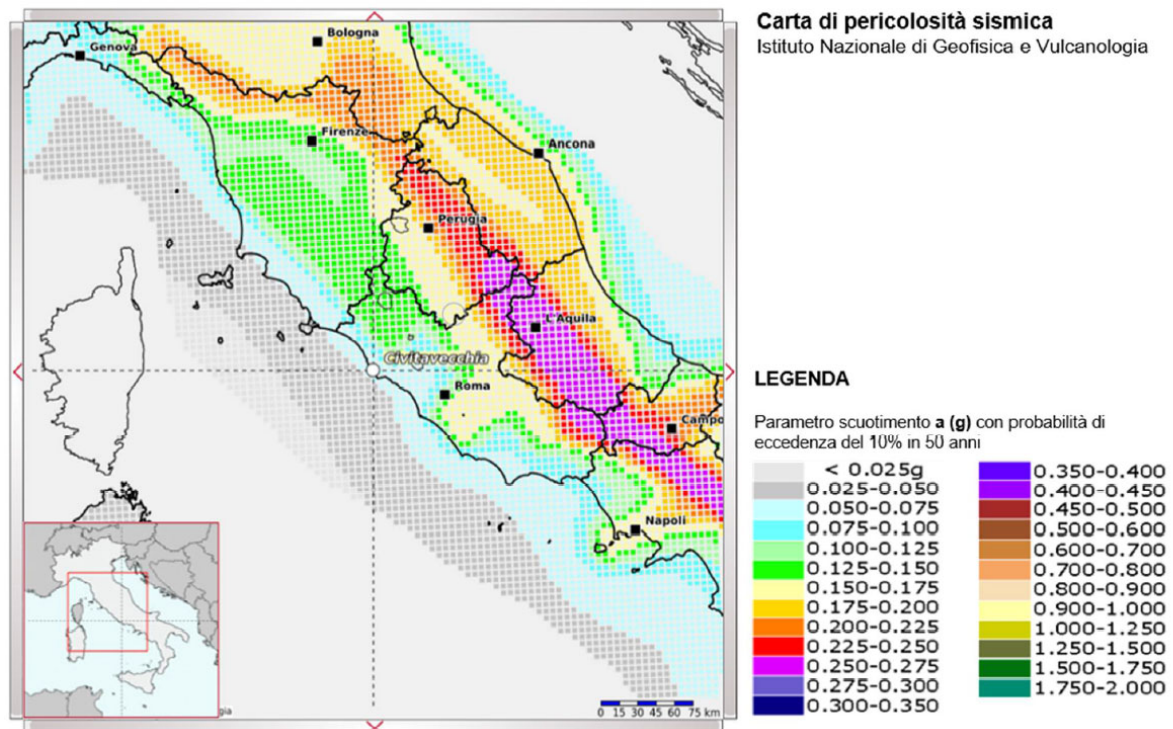 Carta di pericolosità sismica
Istituto Nazionale di Geofisica e Vulcanologia
Genova
Bologna
Firenze
Ancona
Perugia
L'Aquila
Civitavecchia
Roma
Campo
Napoli
0 15 30 45 60 75 km
LEGENDA
Parametro scuotimento a (g) con probabilità di
eccedenza del 10% in 50 anni
< 0.025g
0.025-0.050
0.050-0.075
0.075-0.100
0.100-0.125
0.125-0.150
0.150-0.175
0.175-0.200
0.200-0.225
0.225-0.250
0.250-0.275
0.275-0.300
0.300-0.350
0.350-0.400
0.400-0.450
0.450-0.500
0.500-0.600
0.600-0.700
0.700-0.800
0.800-0.900
0.900-1.000
1.000-1.250
1.250-1.500
1.500-1.750
1.750-2.000